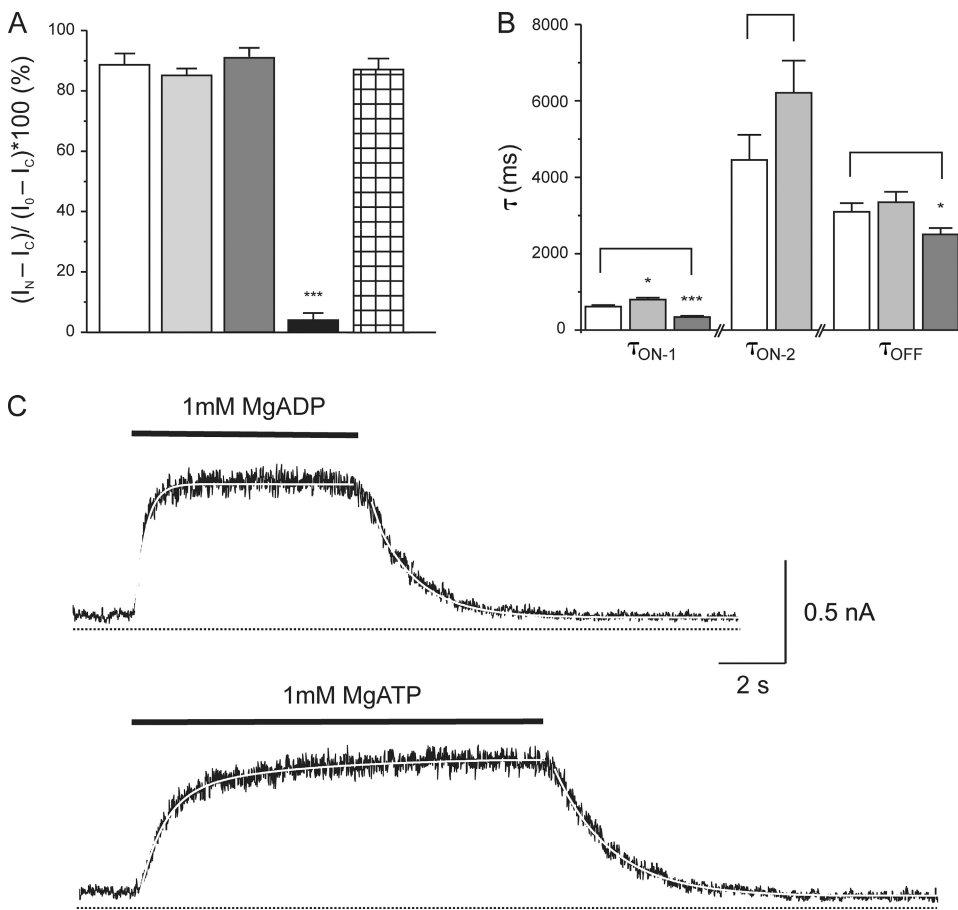 A
(I_N – I_C)/ (I_0 – I_C)*100 (%)
100
80
60
40
20
0
***
B
τ (ms)
8000
6000
4000
2000
0
*
***
*
τ_ON-1
τ_ON-2
τ_OFF
C
1mM MgADP
0.5 nA
2 s
1mM MgATP